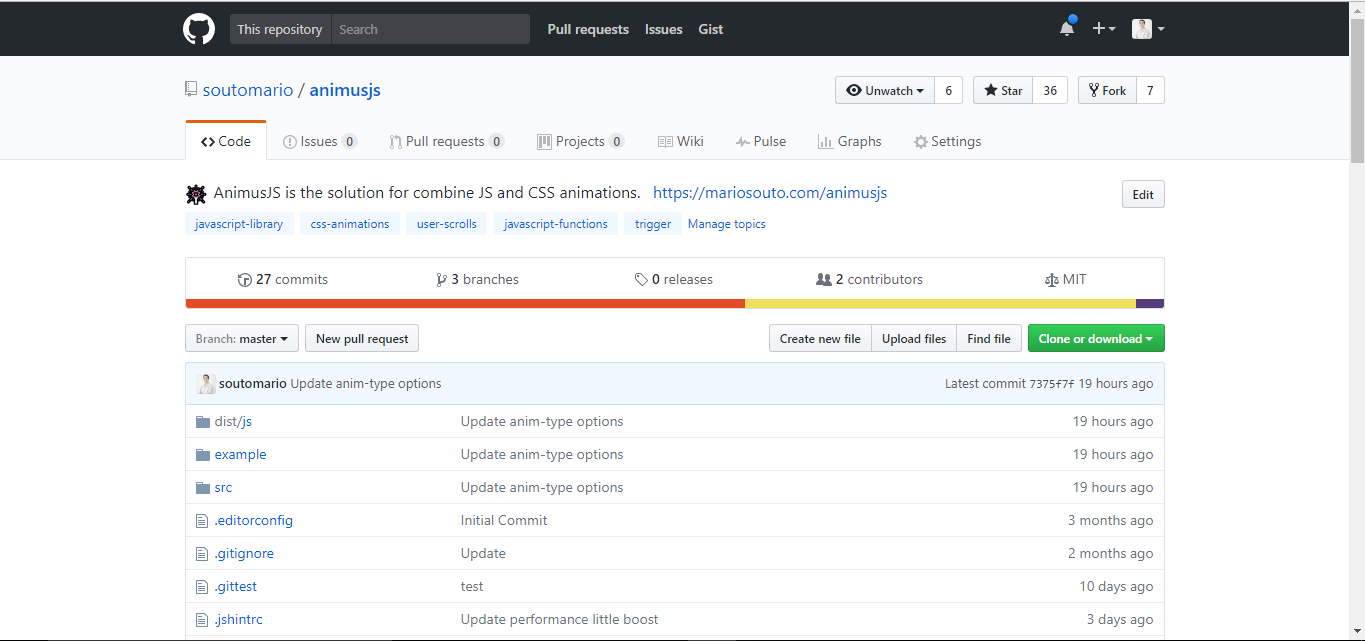 This repository Search Pull requests Issues Gist
soutomario / animusjs Unwatch 6 Star 36 Fork 7
Code Issues 0 Pull requests 0 Projects 0 Wiki Pulse Graphs Settings
AnimusJS is the solution for combine JS and CSS animations. https://mariosouto.com/animusjs Edit
javascript-library css-animations user-scrolls javascript-functions trigger Manage topics
27 commits 3 branches 0 releases 2 contributors MIT
Branch: master New pull request Create new file Upload files Find file Clone or download
soutomario Update anim-type options Latest commit 7375f7f 19 hours ago
dist/js Update anim-type options 19 hours ago
example Update anim-type options 19 hours ago
src Update anim-type options 19 hours ago
.editorconfig Initial Commit 3 months ago
.gitignore Update 2 months ago
.gittest test 10 days ago
.jshintrc Update performance little boost 3 days ago